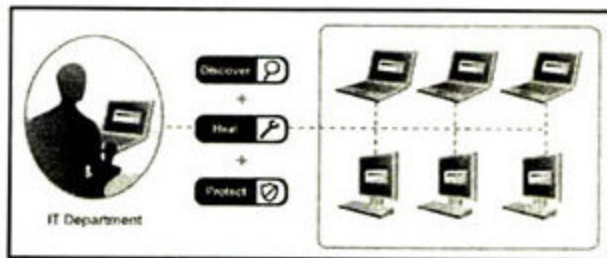 Discover
+
Heal
+
Protect
IT Department